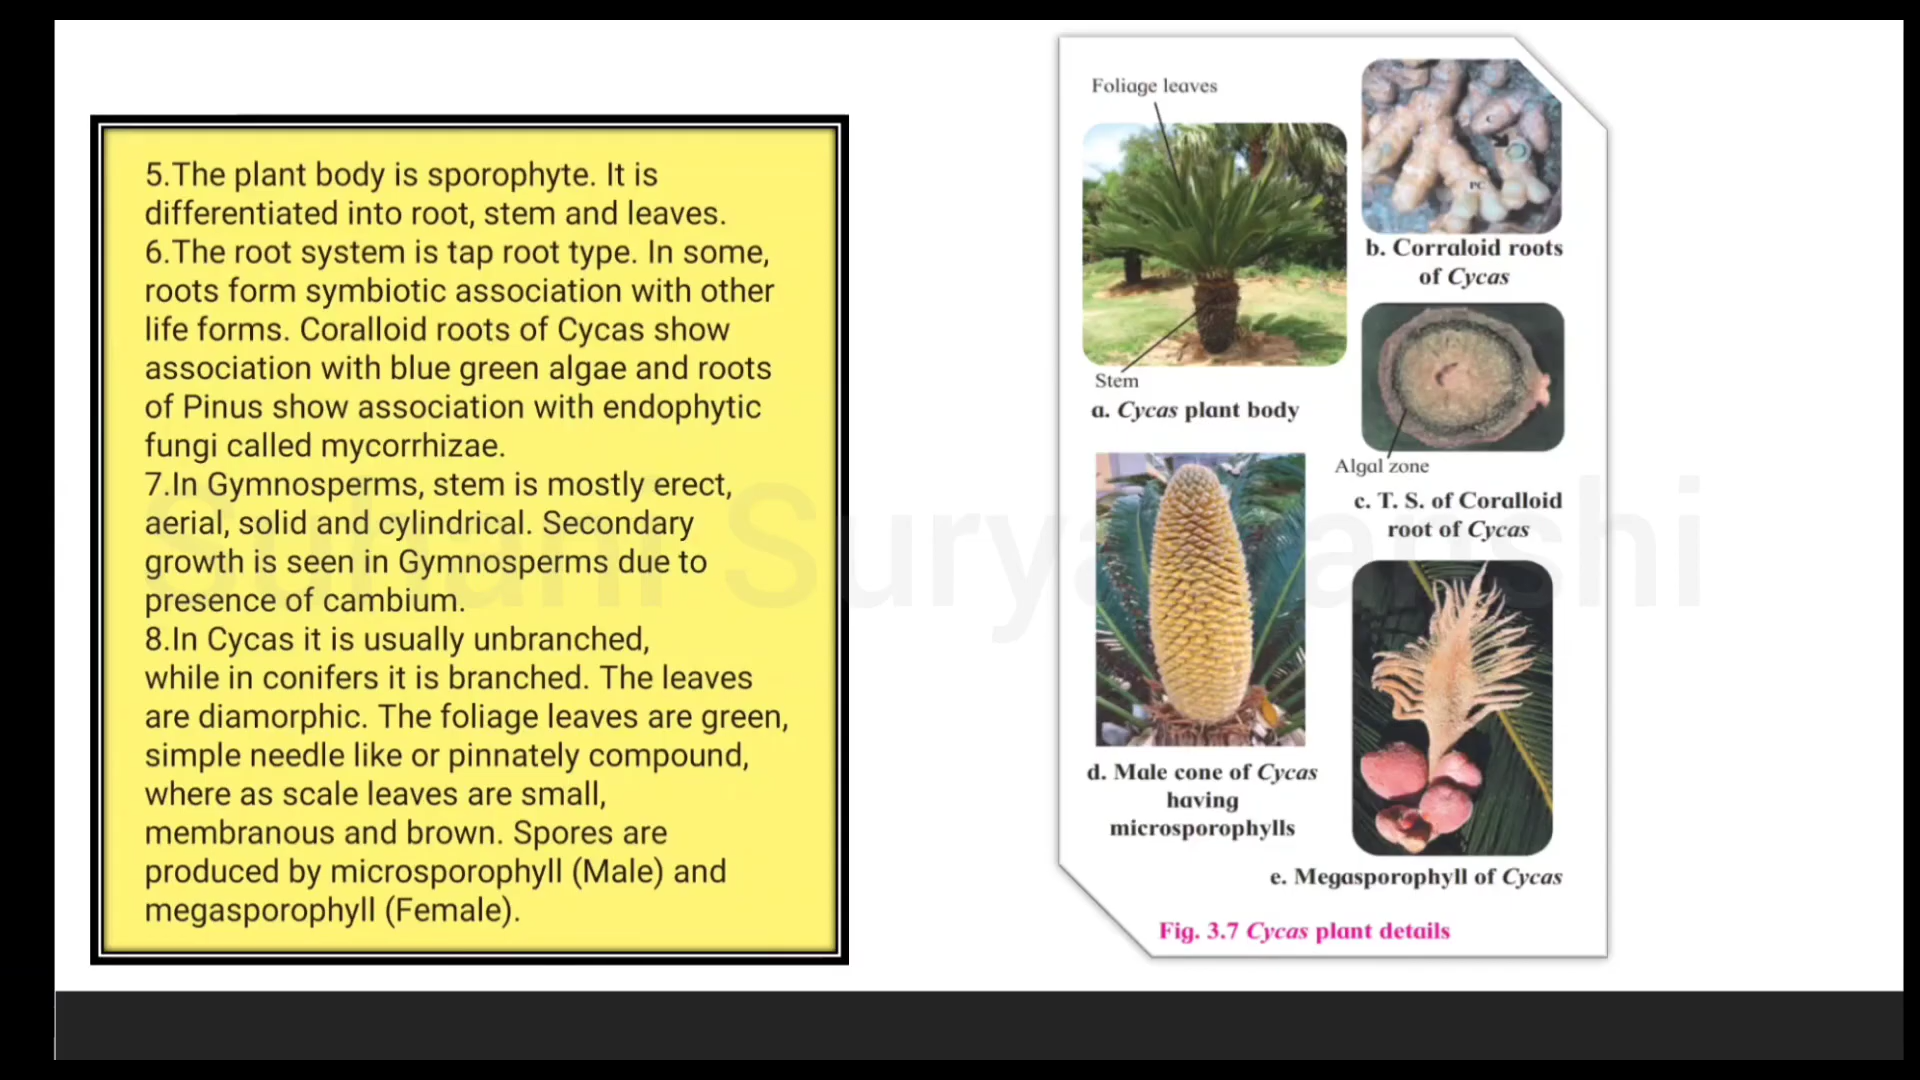 5.The plant body is sporophyte. It is
differentiated into root, stem and leaves.
6.The root system is tap root type. In some,
roots form symbiotic association with other
life forms. Coralloid roots of Cycas show
association with blue green algae and roots
of Pinus show association with endophytic
fungi called mycorrhizae.
7.In Gymnosperms, stem is mostly erect,
aerial, solid and cylindrical. Secondary
growth is seen in Gymnosperms due to
presence of cambium.
8.In Cycas it is usually unbranched,
while in conifers it is branched. The leaves
are diamorphic. The foliage leaves are green,
simple needle like or pinnately compound,
where as scale leaves are small,
membranous and brown. Spores are
produced by microsporophyll (Male) and
megasporophyll (Female).
Foliage leaves
Stem
a. Cycas plant body
PC
b. Corraloid roots
of Cycas
Algal zone
c. T. S. of Coralloid
root of Cycas
d. Male cone of Cycas
having
microsporophylls
e. Megasporophyll of Cycas
Fig. 3.7 Cycas plant details